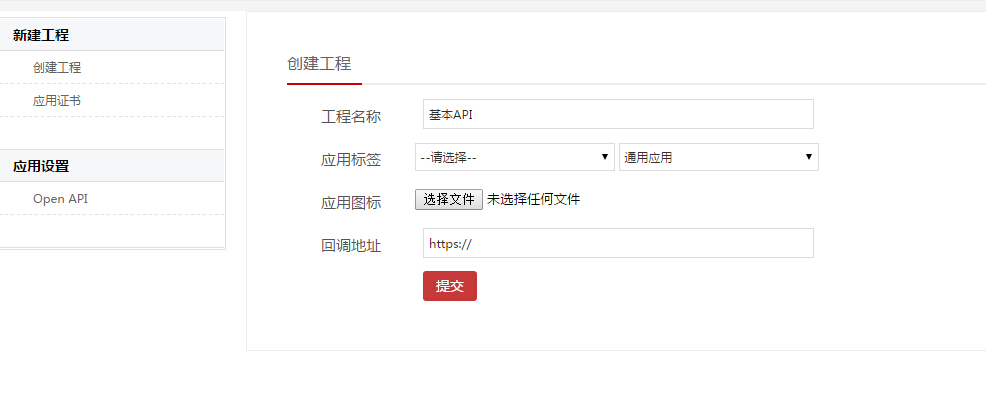 新建工程
创建工程
应用证书
应用设置
Open API
创建工程
工程名称 基本API
应用标签 --请选择-- 通用应用
应用图标 选择文件 未选择任何文件
回调地址 https://
提交